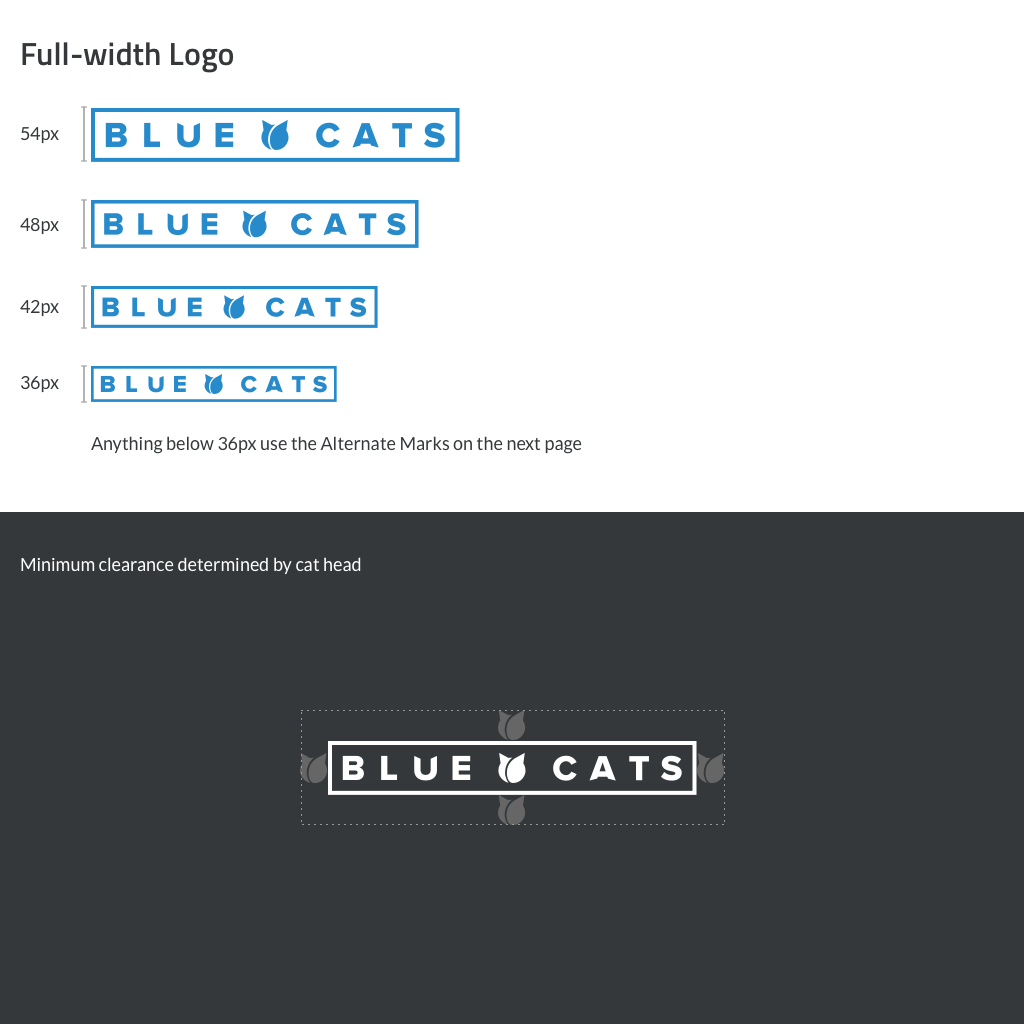 Full-width Logo
54px
BLUE CATS
48px
BLUE CATS
42px
BLUE CATS
36px
BLUE CATS
Anything below 36px use the Alternate Marks on the next page
Minimum clearance determined by cat head
BLUE CATS